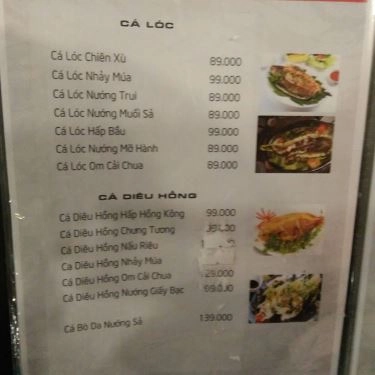 CÁ LÓC
Cá Lóc Chiên Xù 89.000
Cá Lóc Nhảy Múa 99.000
Cá Lóc Nướng Trui 89.000
Cá Lóc Nướng Muối Sả 89.000
Cá Lóc Hấp Bầu 99.000
Cá Lóc Nướng Mỡ Hành 89.000
Cá Lóc Om Cải Chua 89.000
CÁ DIÊU HỒNG
Cá Diêu Hồng Hấp Hồng Kông 99.000
Cá Diêu Hồng Chưng Tương
Cá Diêu Hồng Nấu Riêu
Ca Diêu Hồng Nhảy Múa
Cá Diêu Hồng Om Cải Chua
Cá Diêu Hồng Nướng Giấy Bạc
Cá Bò Da Nướng Sả 139.000